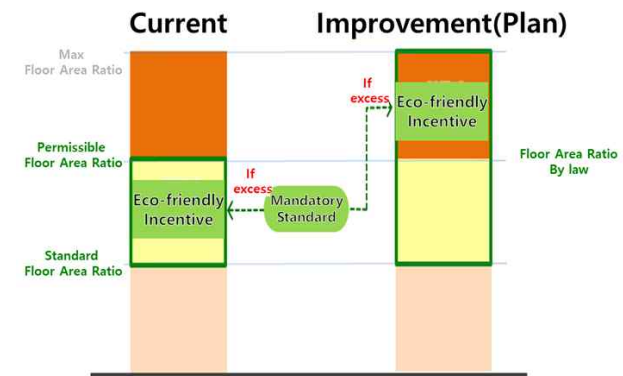 Current
Improvement(Plan)
Max
Floor Area Ratio
If
excess
Eco-friendly
Incentive
Permissible
Floor Area Ratio
Floor Area Ratio
By law
If
excess
Eco-friendly
Incentive
Mandatory
Standard
Standard
Floor Area Ratio